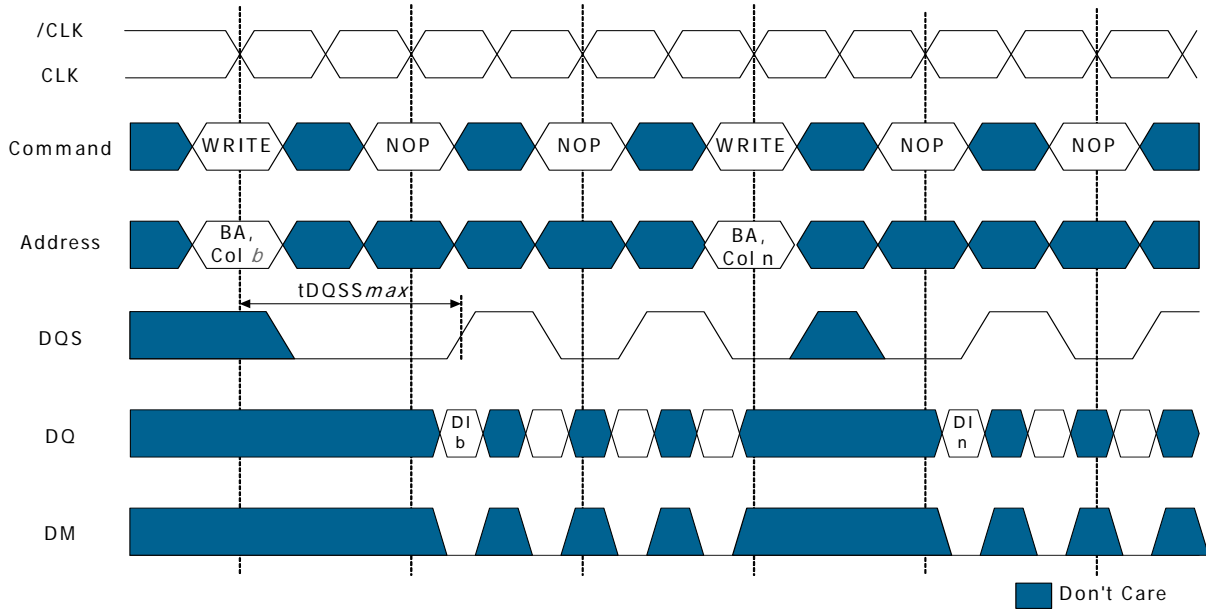 /CLK
CLK
Command
WRITE
NOP
NOP
WRITE
NOP
NOP
Address
BA,
Col b
BA,
Col n
tDQSSmax
DQS
DQ
DI
b
DI
n
DM
Don't Care